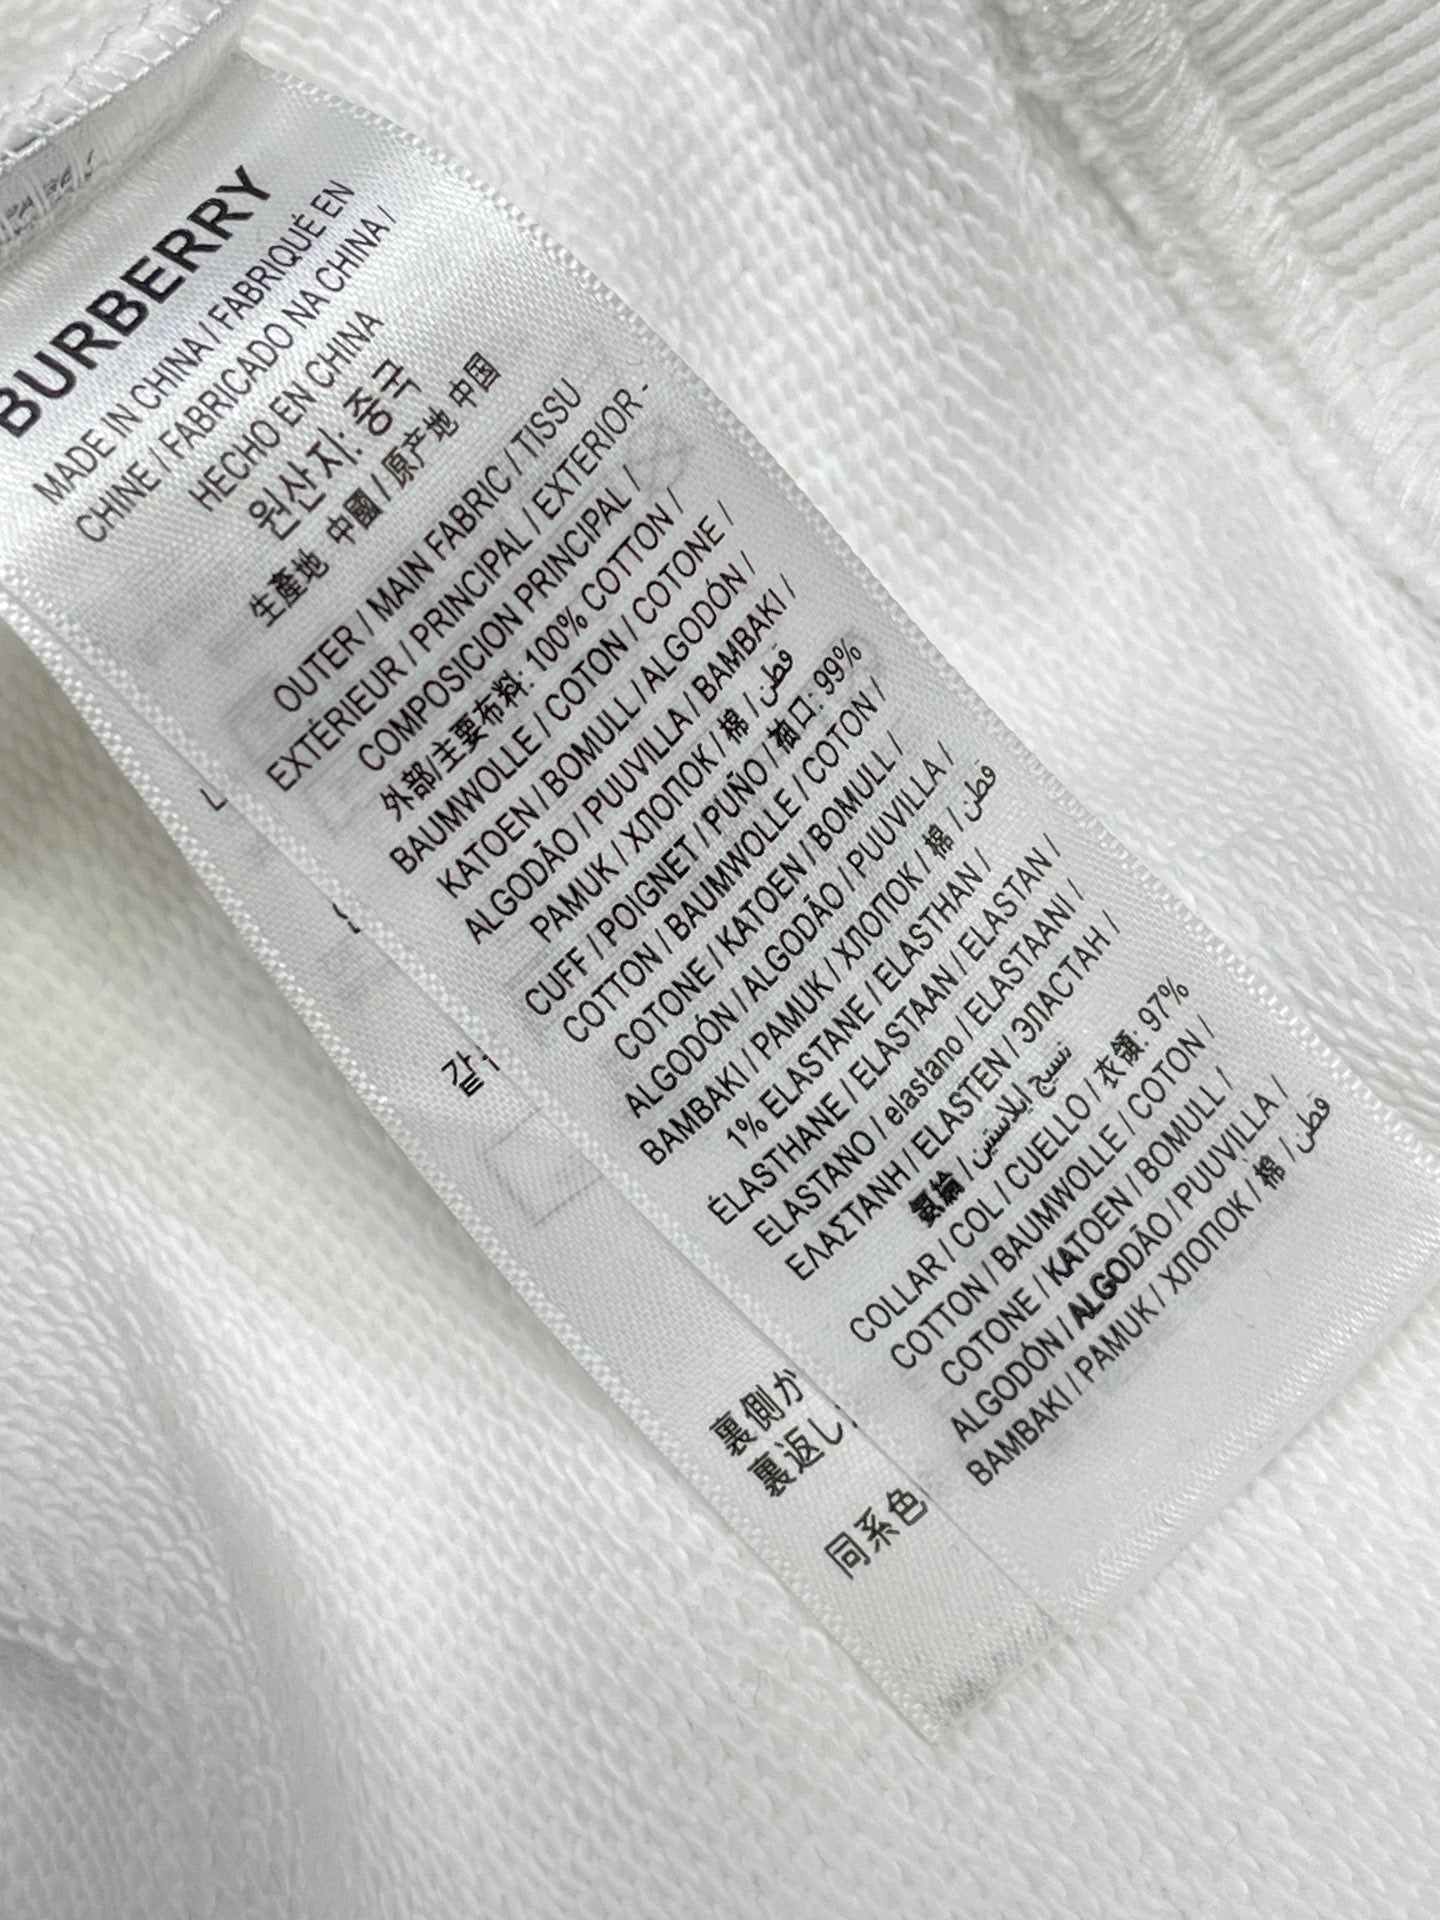 BURBERRY
MADE IN CHINA / FABRIQUÉ EN
CHINE / FABRICADO NA CHINA /
HECHO EN CHINA
원산지: 중국
生產地 中國 / 原产地 中国
OUTER / MAIN FABRIC / TISSU
EXTÉRIEUR / PRINCIPAL / EXTERIOR -
COMPOSICION PRINCIPAL /
外部/主要布料: 100% COTTON /
BAUMWOLLE / COTON / COTONE /
KATOEN / BOMULL / ALGODÓN /
ALGODÃO / PUUVILLA / BAMBAKI /
PAMUK / ХЛОПОК / 棉 / قطن
CUFF / POIGNET / PUÑO / 袖口: 99%
COTTON / BAUMWOLLE / COTON /
COTONE / KATOEN / BOMULL /
ALGODÓN / ALGODÃO / PUUVILLA /
BAMBAKI / PAMUK / ХЛОПОК / 棉 / قطن
1% ELASTANE / ELASTHAN /
ÉLASTHANE / ELASTAAN / ELASTAN /
ELASTANO / elastano / ELASTAANI /
ΕΛΑΣΤΑΝΗ / ELASTEN / ЭЛАСТАН /
氨綸 / نسيج إيلاستين
COLLAR / COL / CUELLO / 衣領: 97%
COTTON / BAUMWOLLE / COTON /
COTONE / KATOEN / BOMULL /
ALGODÓN / ALGODÃO / PUUVILLA /
BAMBAKI / PAMUK / ХЛОПОК / 棉 / قطن
裏側か
裏返し
同系色